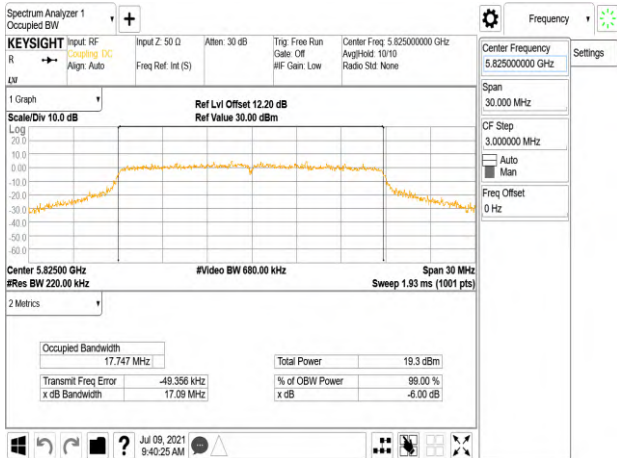 Spectrum Analyzer 1
Occupied BW
Frequency
KEYSIGHT
R
LXI
Input: RF
Coupling: DC
Align: Auto
Input Z: 50 Ω
Freq Ref: Int (S)
Atten: 30 dB
Trig: Free Run
Gate: Off
#IF Gain: Low
Center Freq: 5.825000000 GHz
Avg|Hold: 10/10
Radio Std: None
Center Frequency
5.825000000 GHz
Settings
Span
30.000 MHz
CF Step
3.000000 MHz
Auto
Man
Freq Offset
0 Hz
1 Graph
Scale/Div 10.0 dB
Ref Lvl Offset 12.20 dB
Ref Value 30.00 dBm
Log
20.0
10.0
0.00
-10.0
-20.0
-30.0
-40.0
-50.0
-60.0
Center 5.82500 GHz
#Res BW 220.00 kHz
#Video BW 680.00 kHz
Span 30 MHz
Sweep 1.93 ms (1001 pts)
2 Metrics
Occupied Bandwidth
17.747 MHz
Total Power 19.3 dBm
Transmit Freq Error -49.356 kHz
% of OBW Power 99.00 %
x dB Bandwidth 17.09 MHz
x dB -6.00 dB
?
Jul 09, 2021
9:40:25 AM